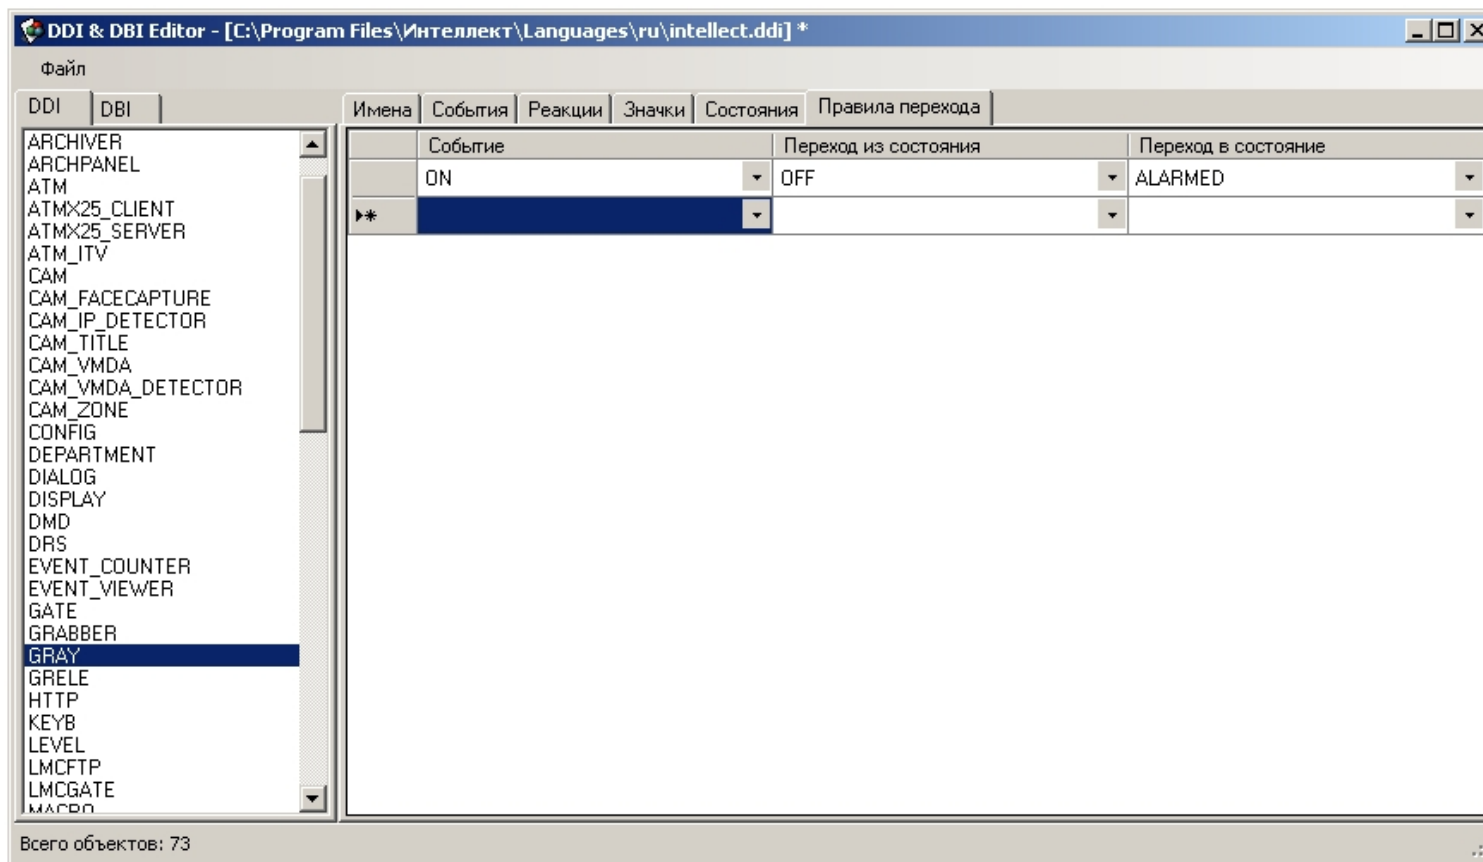 DDI & DBI Editor - [C:\Program Files\Интеллект\Languages\ru\intellect.ddi] *
Файл
DDI DBI
Имена События Реакции Значки Состояния Правила перехода
ARCHIVER
ARCHPANEL
ATM
ATMX25_CLIENT
ATMX25_SERVER
ATM_ITV
CAM
CAM_FACECAPTURE
CAM_IP_DETECTOR
CAM_TITLE
CAM_VMDA
CAM_VMDA_DETECTOR
CAM_ZONE
CONFIG
DEPARTMENT
DIALOG
DISPLAY
DMD
DRS
EVENT_COUNTER
EVENT_VIEWER
GATE
GRABBER
GRAY
GRELE
HTTP
KEYB
LEVEL
LMCFTP
LMCGATE
MACRO
Событие Переход из состояния Переход в состояние
ON OFF ALARMED
Всего объектов: 73